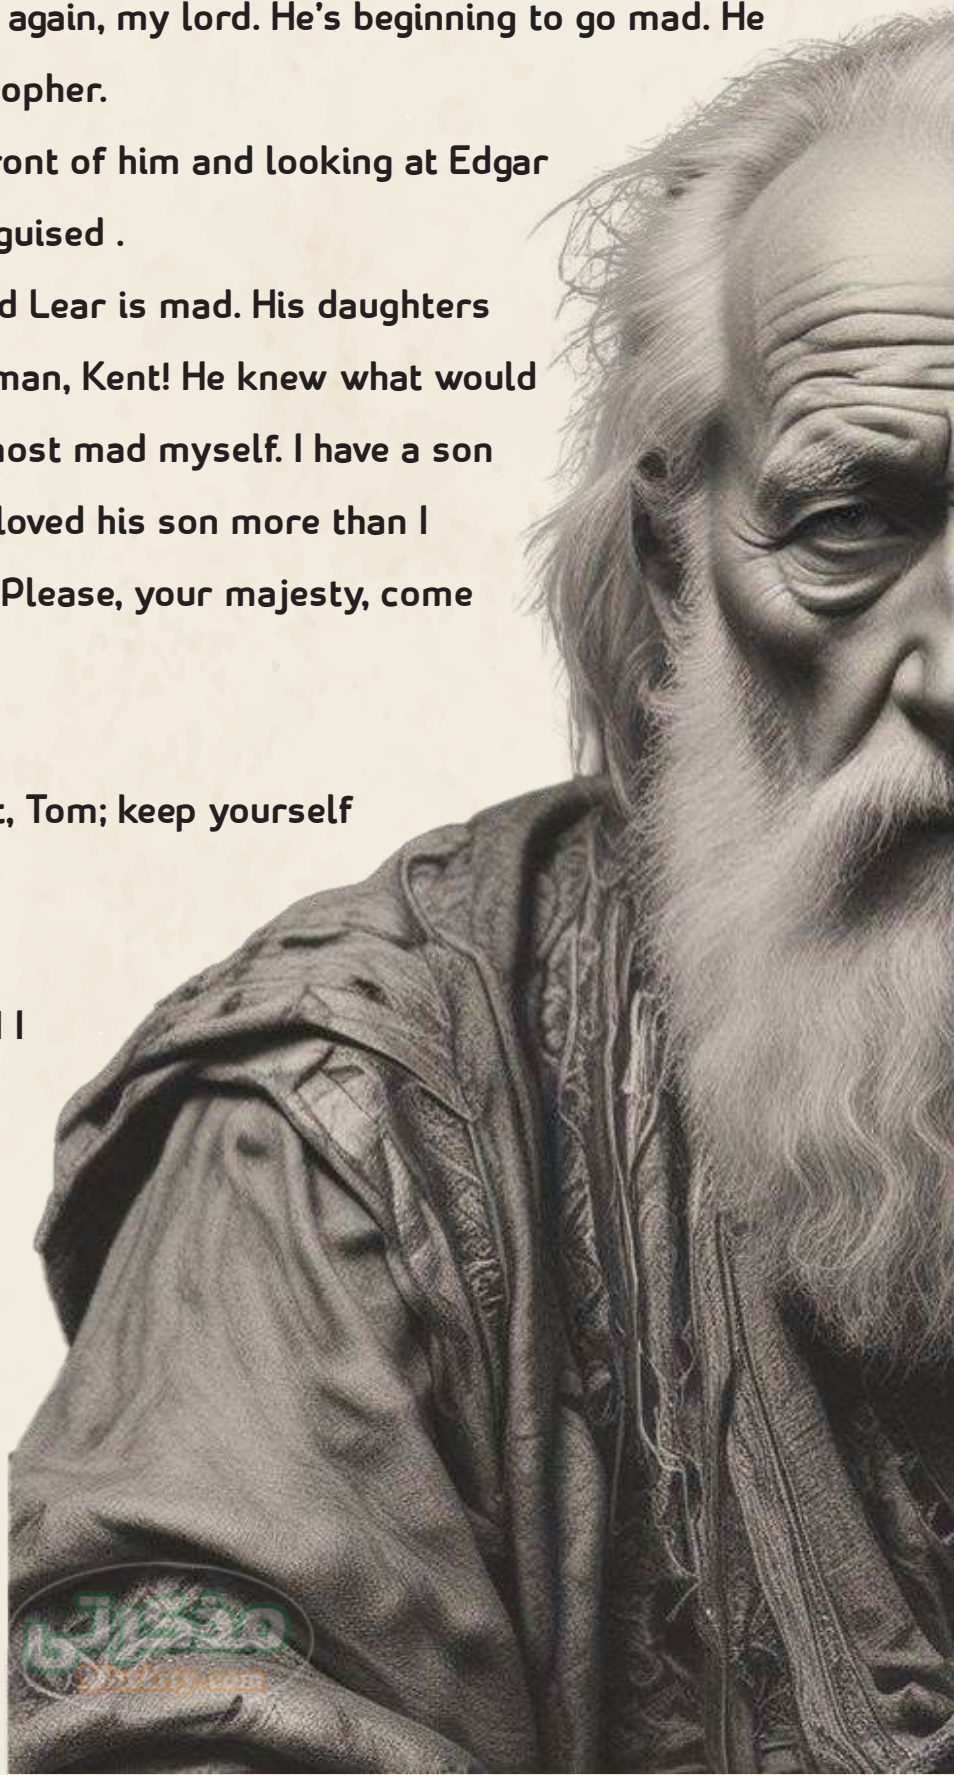 again, my lord. He's beginning to go mad. He
opher.
ront of him and looking at Edgar
guised .
d Lear is mad. His daughters
man, Kent! He knew what would
ost mad myself. I have a son
loved his son more than I
Please, your majesty, come
t, Tom; keep yourself
I
مذكرتي